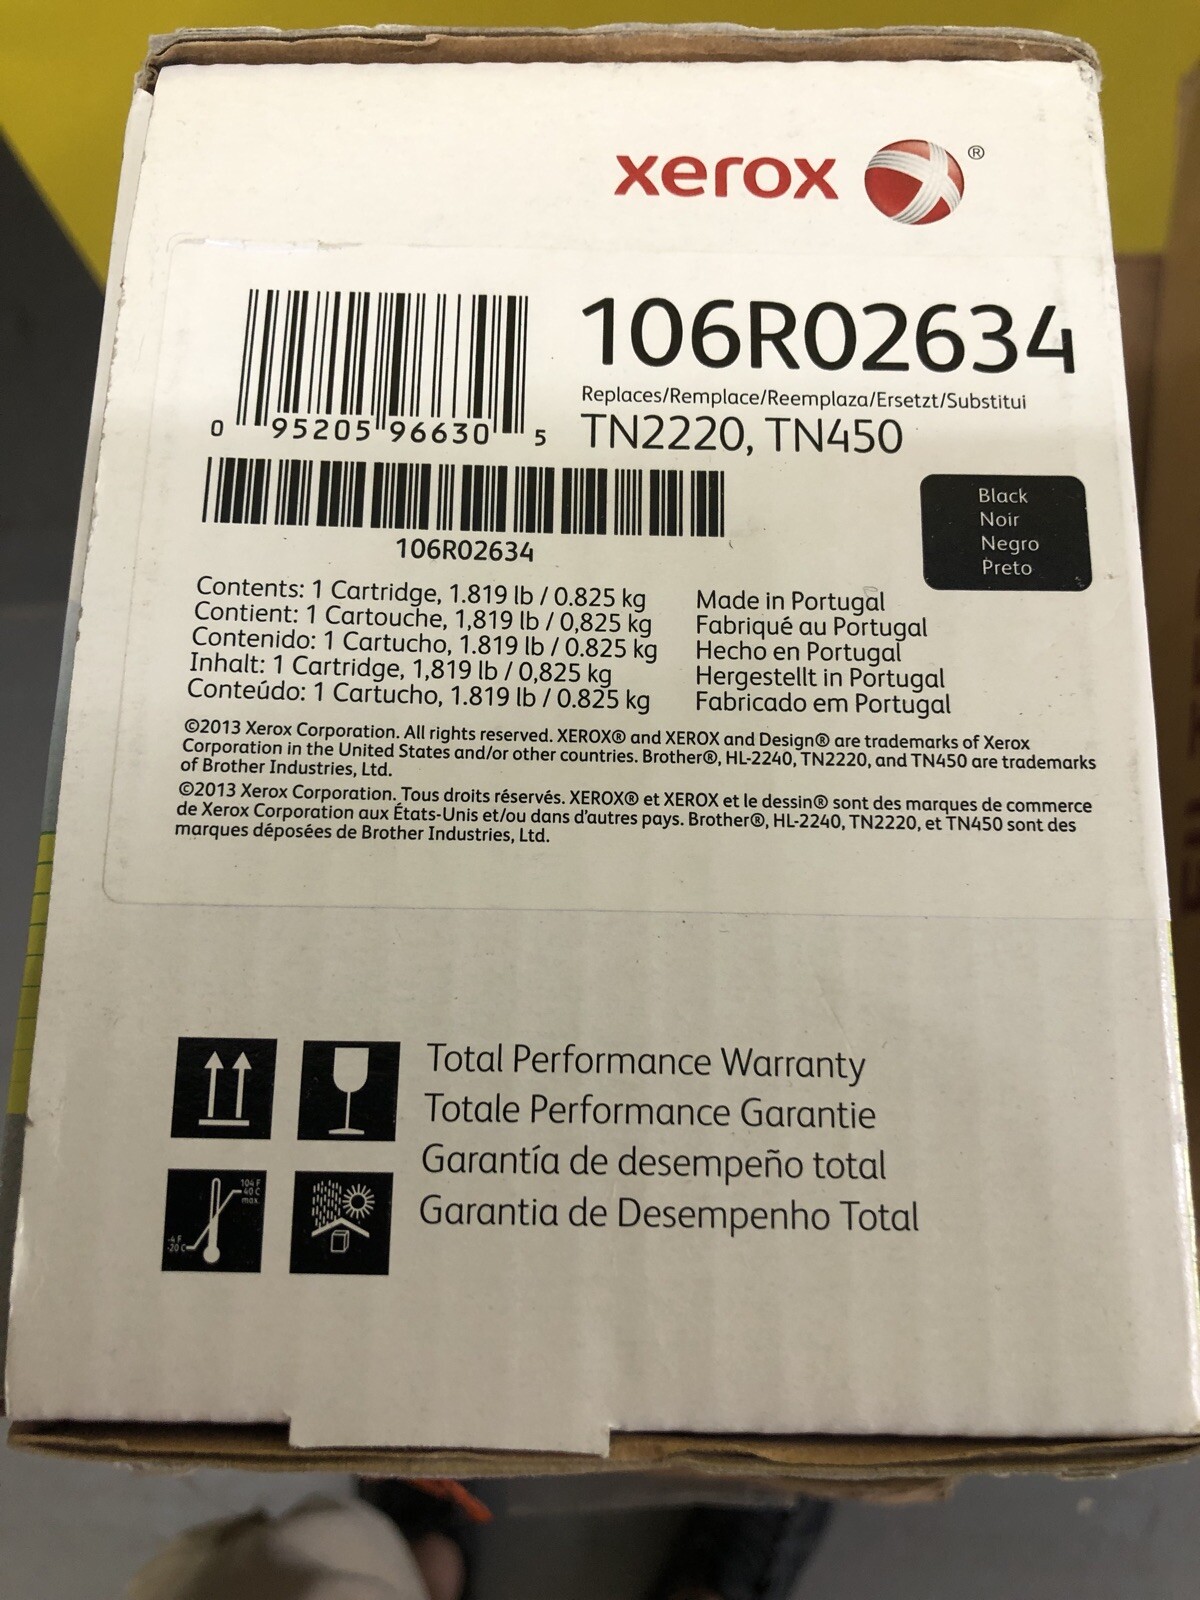 xerox ®
106R02634
Replaces/Remplace/Reemplaza/Ersetzt/Substitui
TN2220, TN450
0 95205 96630 5
106R02634
Black
Noir
Negro
Preto
Contents: 1 Cartridge, 1.819 lb / 0.825 kg
Contient: 1 Cartouche, 1,819 lb / 0,825 kg
Contenido: 1 Cartucho, 1.819 lb / 0.825 kg
Inhalt: 1 Cartridge, 1,819 lb / 0,825 kg
Conteúdo: 1 Cartucho, 1.819 lb / 0.825 kg
Made in Portugal
Fabriqué au Portugal
Hecho en Portugal
Hergestellt in Portugal
Fabricado em Portugal
©2013 Xerox Corporation. All rights reserved. XEROX® and XEROX and Design® are trademarks of Xerox
Corporation in the United States and/or other countries. Brother®, HL-2240, TN2220, and TN450 are trademarks
of Brother Industries, Ltd.
©2013 Xerox Corporation. Tous droits réservés. XEROX® et XEROX et le dessin® sont des marques de commerce
de Xerox Corporation aux États-Unis et/ou dans d'autres pays. Brother®, HL-2240, TN2220, et TN450 sont des
marques déposées de Brother Industries, Ltd.
Total Performance Warranty
Totale Performance Garantie
Garantía de desempeño total
Garantia de Desempenho Total
104 F
40 C
max.
-4 F
-20 C